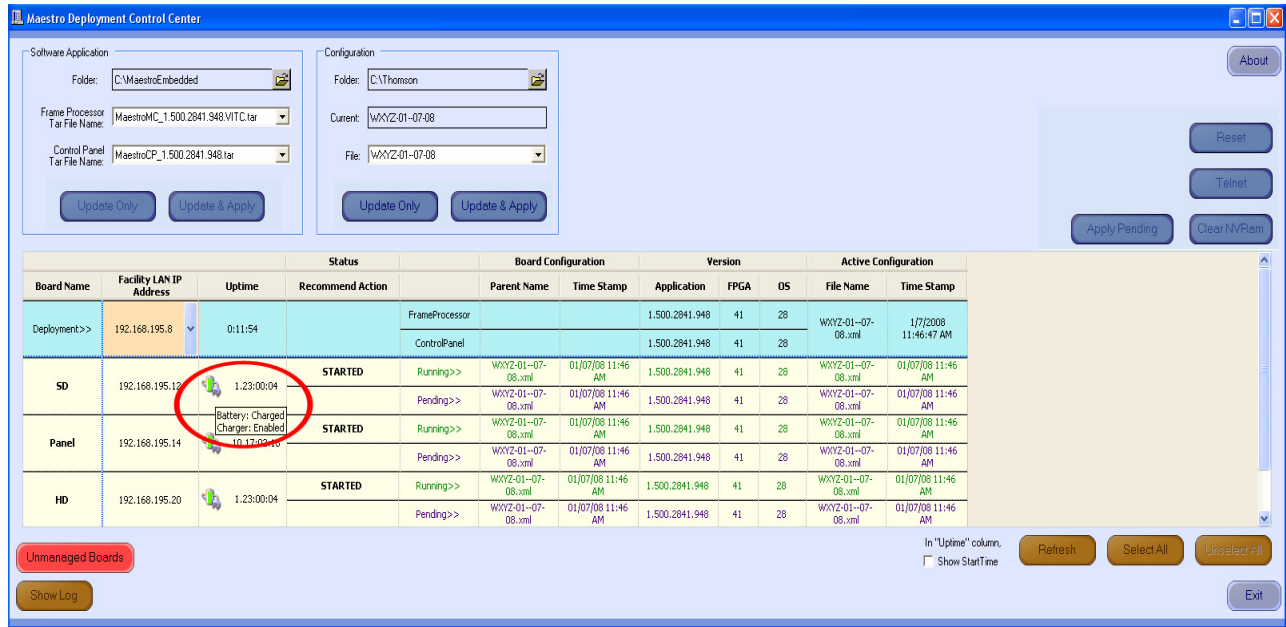 Maestro Deployment Control Center
Software Application
Folder: C:\MaestroEmbedded
Frame Processor
Tar File Name: MaestroMC_1.500.2841.948.VITC.tar
Control Panel
Tar File Name: MaestroCP_1.500.2841.948.tar
Update Only Update & Apply
Configuration
Folder: C:\Thomson
Current: WXYZ-01--07-08
File: WXYZ-01--07-08
Update Only Update & Apply
About
Reset
Telnet
Apply Pending Clear NVRam
Status Board Configuration Version Active Configuration
Board Name Facility LAN IP Address Uptime Recommend Action Parent Name Time Stamp Application FPGA OS File Name Time Stamp
Deployment>> 192.168.195.8 0:11:54
FrameProcessor 1.500.2841.948 41 28
ControlPanel 1.500.2841.948 41 28
WXYZ-01--07-
08.xml
1/7/2008
11:46:47 AM
SD 192.168.195.12 1.23:00:04
STARTED Running>> WXYZ-01--07-08.xml 01/07/08 11:46 AM 1.500.2841.948 41 28 WXYZ-01--07-08.xml 01/07/08 11:46 AM
Pending>> WXYZ-01--07-08.xml 01/07/08 11:46 AM 1.500.2841.948 41 28 WXYZ-01--07-08.xml 01/07/08 11:46 AM
Battery: Charged
Charger: Enabled
Panel 192.168.195.14
STARTED Running>> WXYZ-01--07-08.xml 01/07/08 11:46 AM 1.500.2841.948 41 28 WXYZ-01--07-08.xml 01/07/08 11:46 AM
Pending>> WXYZ-01--07-08.xml 01/07/08 11:46 AM 1.500.2841.948 41 28 WXYZ-01--07-08.xml 01/07/08 11:46 AM
HD 192.168.195.20 1.23:00:04
STARTED Running>> WXYZ-01--07-08.xml 01/07/08 11:46 AM 1.500.2841.948 41 28 WXYZ-01--07-08.xml 01/07/08 11:46 AM
Pending>> WXYZ-01--07-08.xml 01/07/08 11:46 AM 1.500.2841.948 41 28 WXYZ-01--07-08.xml 01/07/08 11:46 AM
Unmanaged Boards
In "Uptime" column,
Show StartTime
Refresh Select All Unselect All
Show Log
Exit